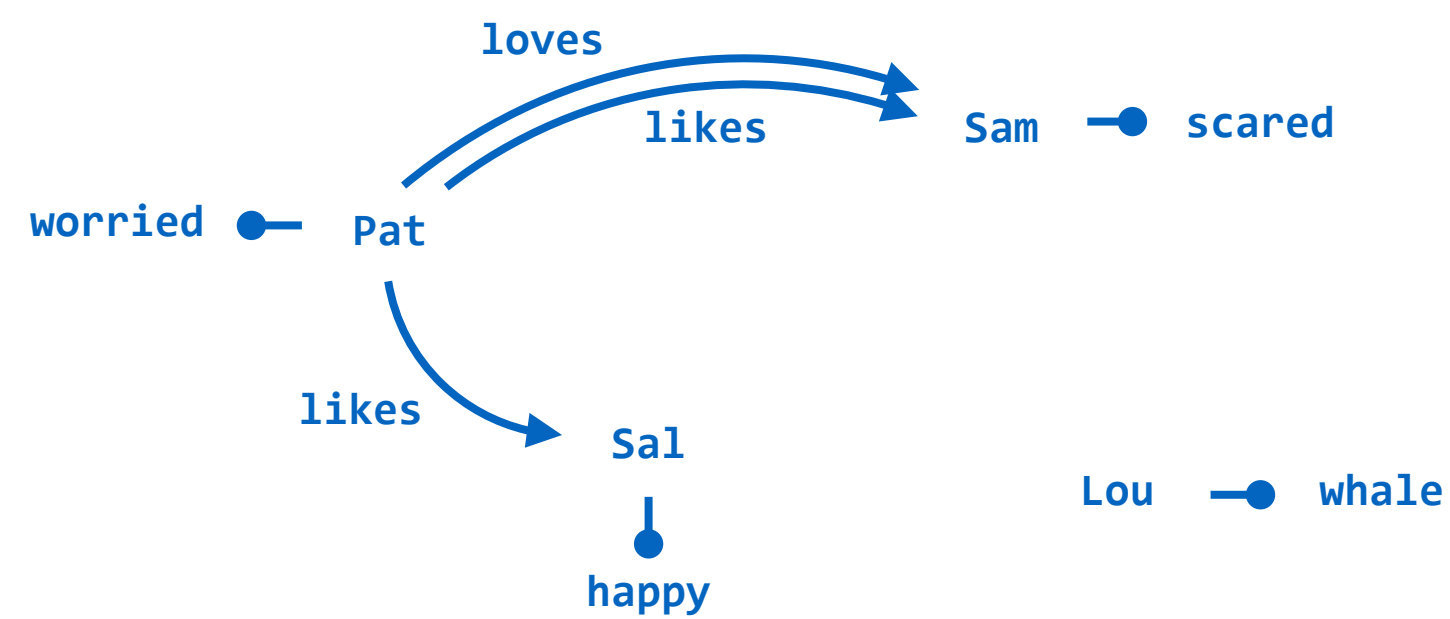 loves
likes
Sam
scared
worried
Pat
likes
Sal
Lou
whale
happy